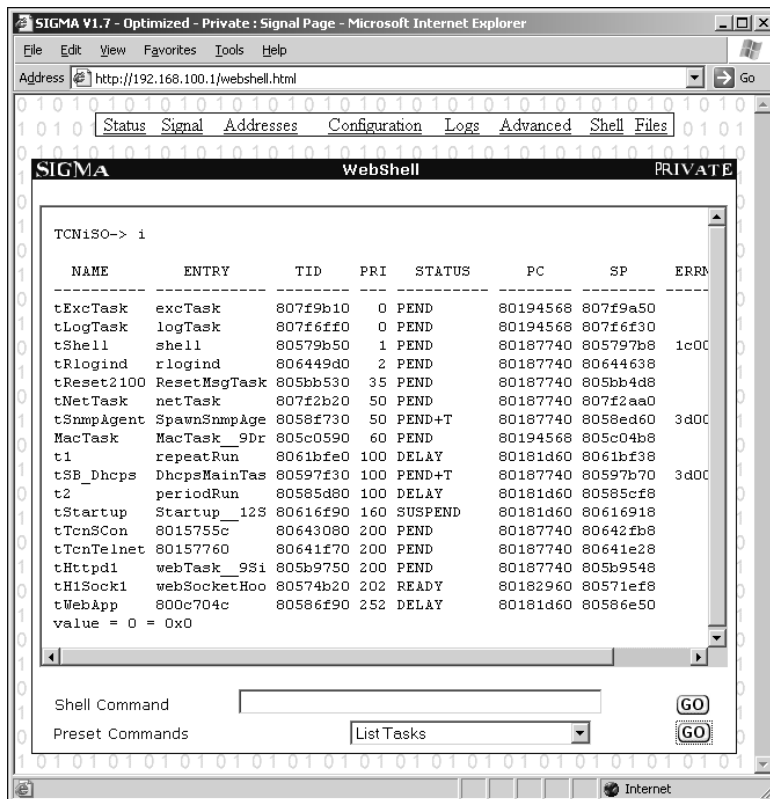 SIGMA V1.7 - Optimized - Private : Signal Page - Microsoft Internet Explorer
File Edit View Favorites Tools Help
Address http://192.168.100.1/webshell.html Go
Status Signal Addresses Configuration Logs Advanced Shell Files
SIGMA WebShell PRIVATE
TCNiSO-> i
NAME ENTRY TID PRI STATUS PC SP ERRN
---------- ------------ -------- --- ---------- -------- -------- -----
tExcTask excTask 807f9b10 0 PEND 80194568 807f9a50
tLogTask logTask 807f6ff0 0 PEND 80194568 807f6f30
tShell shell 80579b50 1 PEND 80187740 805797b8 1c00
tRlogind rlogind 806449d0 2 PEND 80187740 80644638
tReset2100 ResetMsgTask 805bb530 35 PEND 80187740 805bb4d8
tNetTask netTask 807f2b20 50 PEND 80187740 807f2aa0
tSnmpAgent SpawnSnmpAge 8058f730 50 PEND+T 80187740 8058ed60 3d00
MacTask MacTask__9Dr 805c0590 60 PEND 80194568 805c04b8
t1 repeatRun 8061bfe0 100 DELAY 80181d60 8061bf38
tSB_Dhcps DhcpsMainTas 80597f30 100 PEND+T 80187740 80597b70 3d00
t2 periodRun 80585d80 100 DELAY 80181d60 80585cf8
tStartup Startup__12S 80616f90 160 SUSPEND 80181d60 80616918
tTcnSCon 8015755c 80643080 200 PEND 80187740 80642fb8
tTcnTelnet 80157760 80641f70 200 PEND 80187740 80641e28
tHttpd1 webTask__9Si 805b9750 200 PEND 80187740 805b9548
tH1Sock1 webSocketHoo 80574b20 202 READY 80182960 80571ef8
tWebApp 800c704c 80586f90 252 DELAY 80181d60 80586e50
value = 0 = 0x0
Shell Command GO
Preset Commands List Tasks GO
Internet